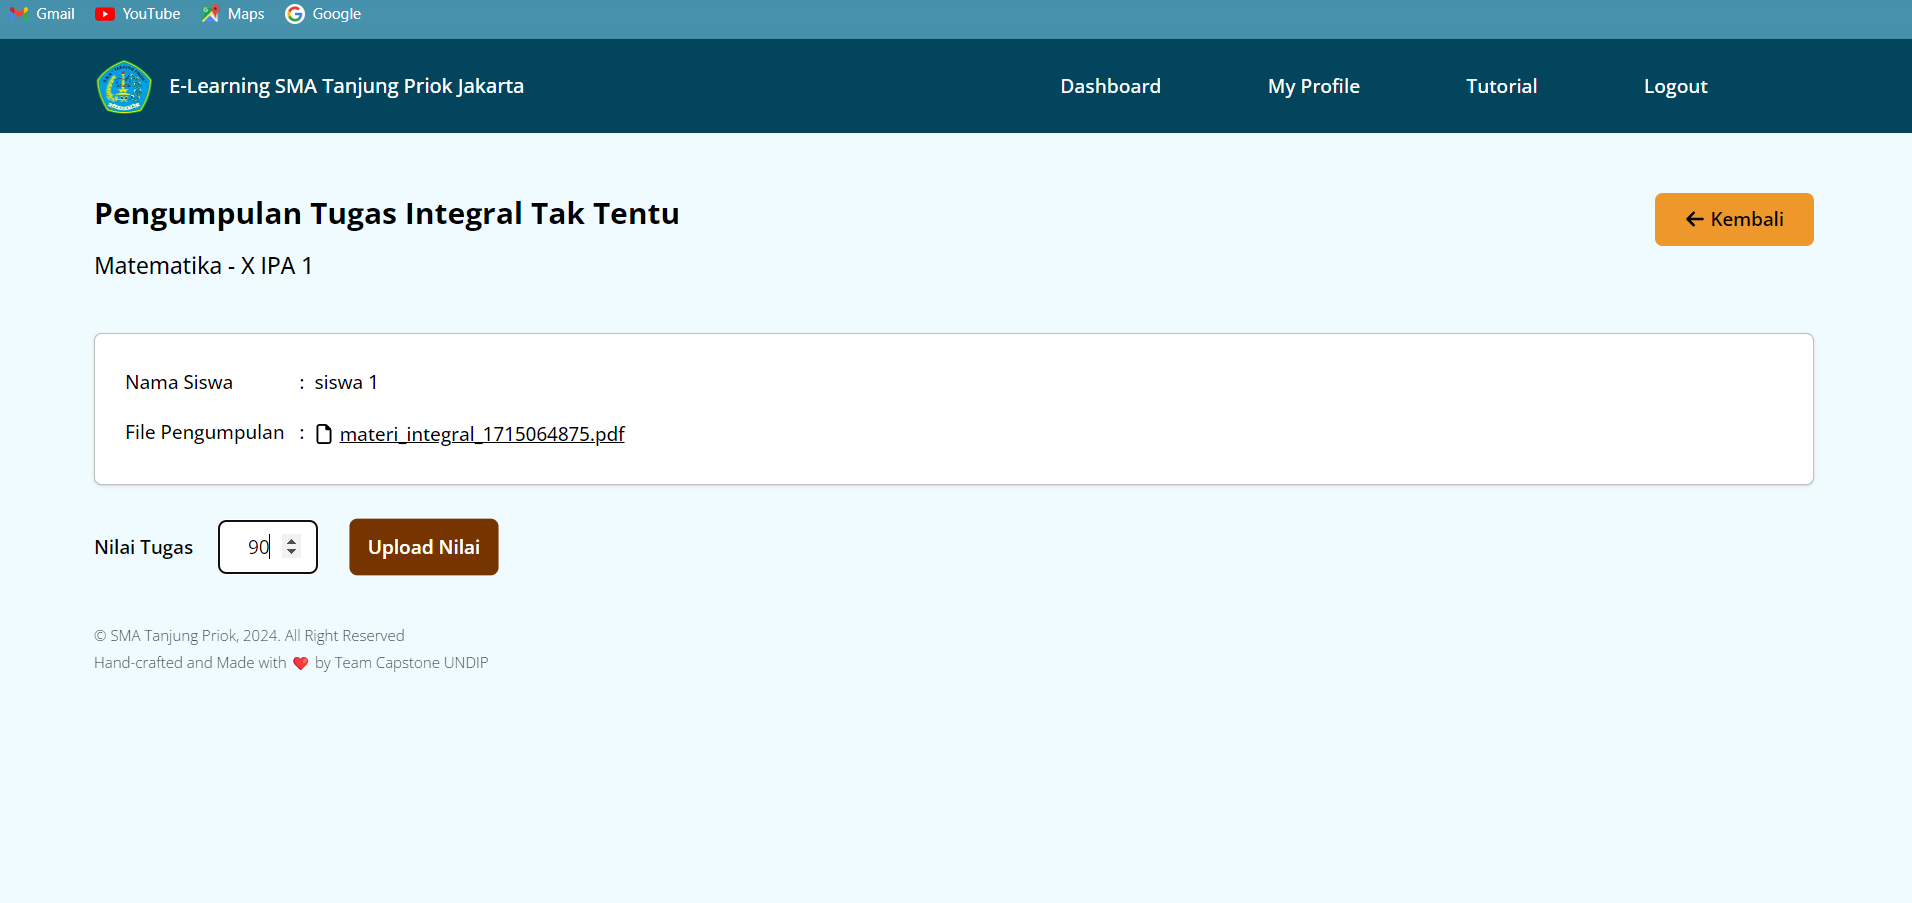 Gmail YouTube Maps Google
E-Learning SMA Tanjung Priok Jakarta Dashboard My Profile Tutorial Logout
Pengumpulan Tugas Integral Tak Tentu
← Kembali
Matematika - X IPA 1
Nama Siswa : siswa 1
File Pengumpulan : materi_integral_1715064875.pdf
Nilai Tugas 90 Upload Nilai
© SMA Tanjung Priok, 2024. All Right Reserved
Hand-crafted and Made with ❤️ by Team Capstone UNDIP